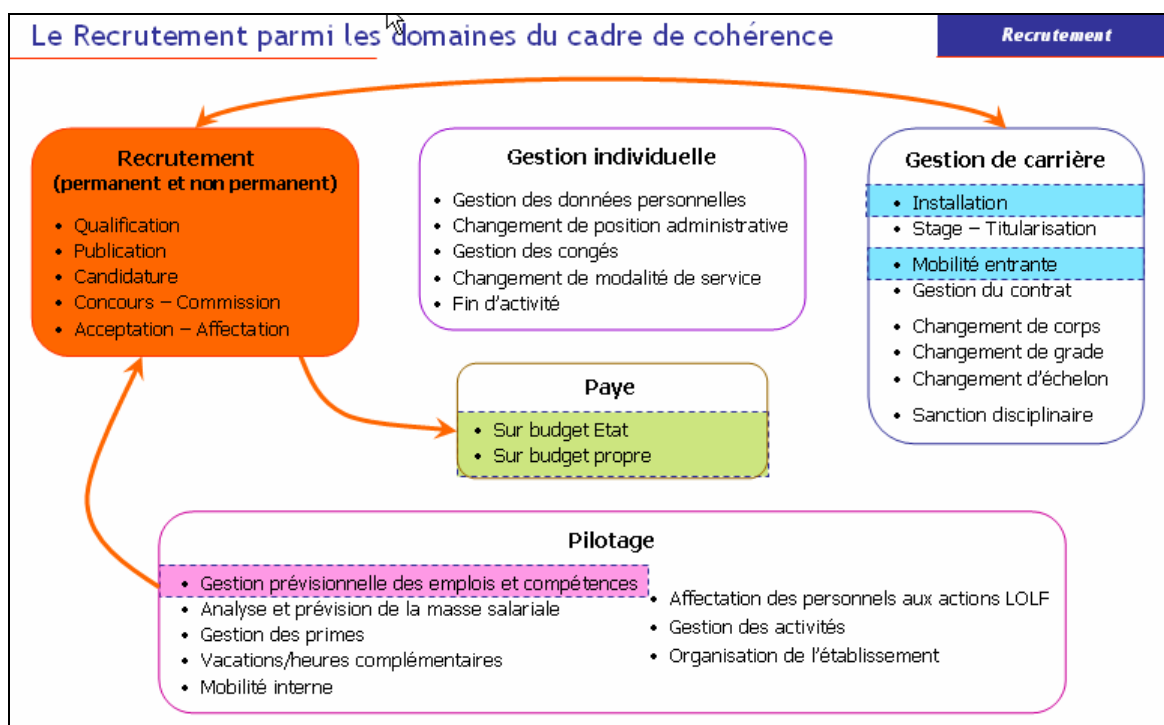 Le Recrutement parmi les domaines du cadre de cohérence
Recrutement
Recrutement
(permanent et non permanent)
• Qualification
• Publication
• Candidature
• Concours – Commission
• Acceptation – Affectation
Gestion individuelle
• Gestion des données personnelles
• Changement de position administrative
• Gestion des congés
• Changement de modalité de service
• Fin d'activité
Gestion de carrière
• Installation
• Stage – Titularisation
• Mobilité entrante
• Gestion du contrat
• Changement de corps
• Changement de grade
• Changement d'échelon
• Sanction disciplinaire
Paye
• Sur budget Etat
• Sur budget propre
Pilotage
• Gestion prévisionnelle des emplois et compétences
• Analyse et prévision de la masse salariale
• Gestion des primes
• Vacations/heures complémentaires
• Mobilité interne
• Affectation des personnels aux actions LOLF
• Gestion des activités
• Organisation de l'établissement